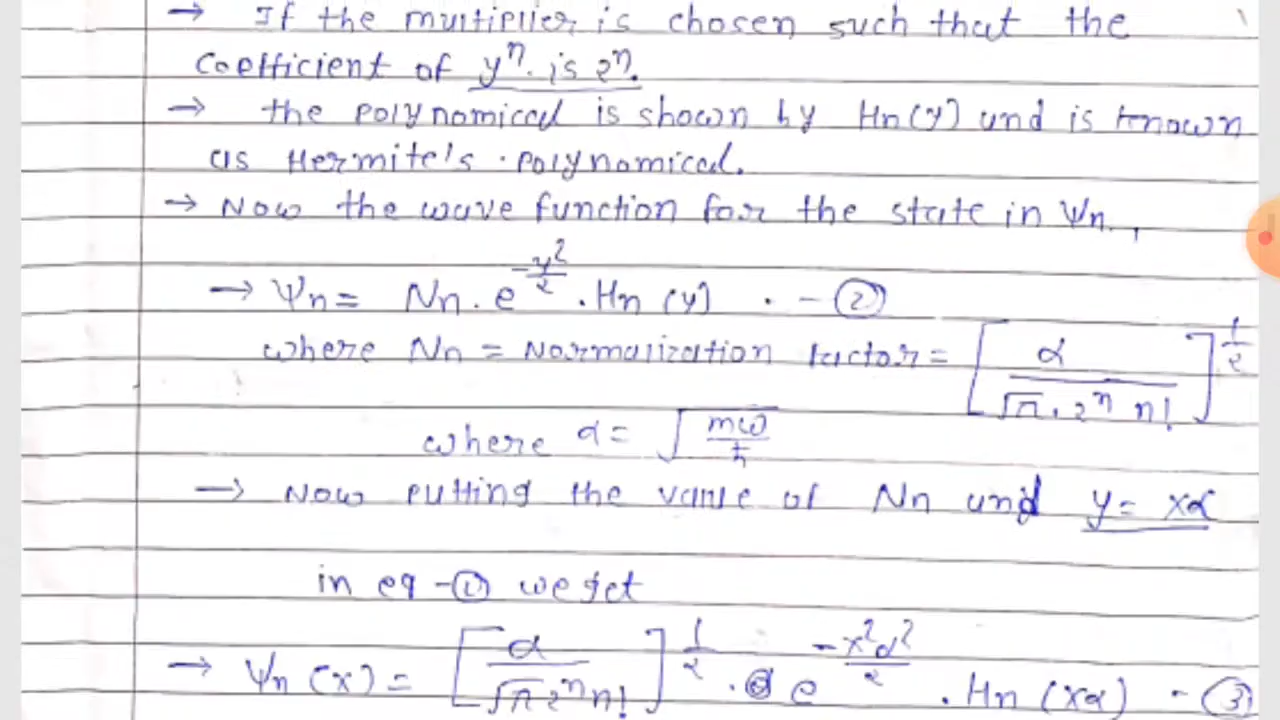 → If the multiplier is chosen such that the
coefficient of yⁿ. is 2ⁿ.
→ the polynomical is shown by Hn(y) und is known
as Hermite's polynomical.
→ Now the wave function for the state in Ψn.,
→ Ψn = Nn . e^(-y²/2) . Hn (y) . - ②
where Nn = Normalization factor = [α / √π . 2ⁿ n!]^(1/2)
where α = √(mω/ħ)
→ Now putting the value of Nn und y = xα
in eq - ② we get
→ Ψn (x) = [α / √π 2ⁿ n!]^(1/2) . e^(-x²α²/2) . Hn (xα) - ③